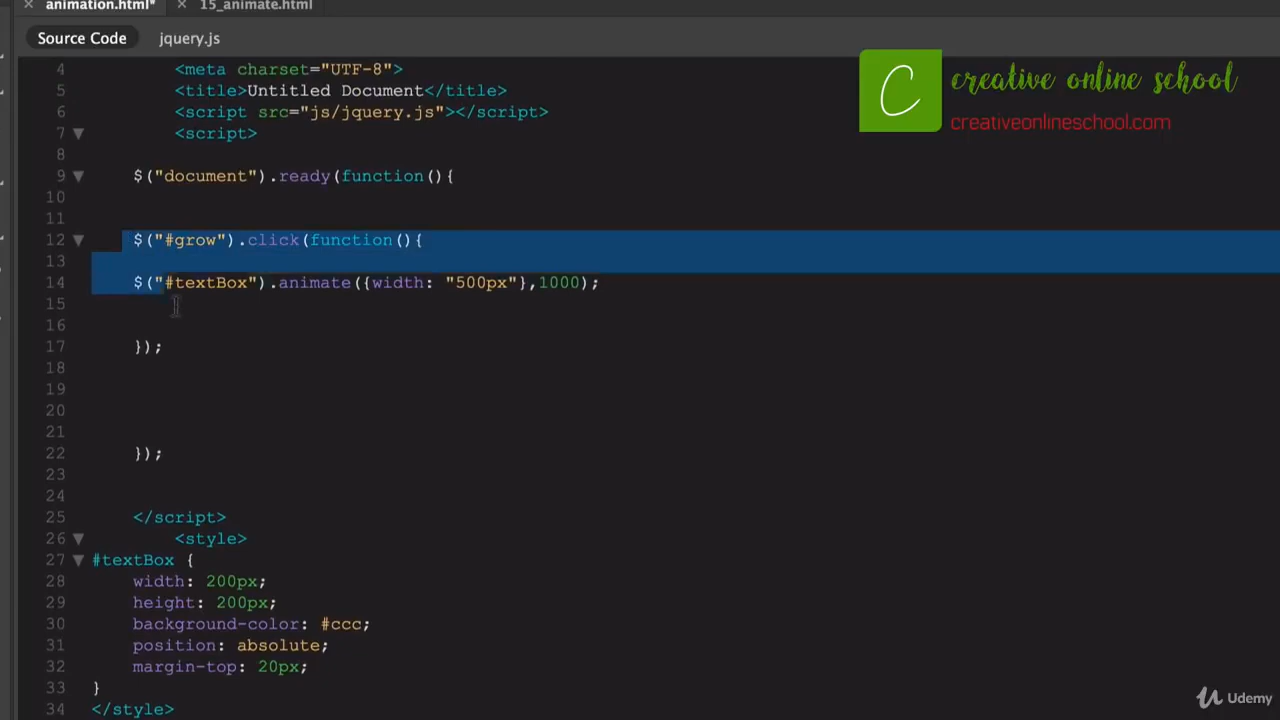 animation.html* 15_animate.html
Source Code jquery.js
creative online school
creativeonlineschool.com
4 <meta charset="UTF-8">
5 <title>Untitled Document</title>
6 <script src="js/jquery.js"></script>
7 <script>
8
9 $("document").ready(function(){
10
11
12 $("#grow").click(function(){
13
14 $("#textBox").animate({width: "500px"},1000);
15
16
17 });
18
19
20
21
22 });
23
24
25 </script>
26 <style>
27 #textBox {
28 width: 200px;
29 height: 200px;
30 background-color: #ccc;
31 position: absolute;
32 margin-top: 20px;
33 }
34 </style>
Udemy